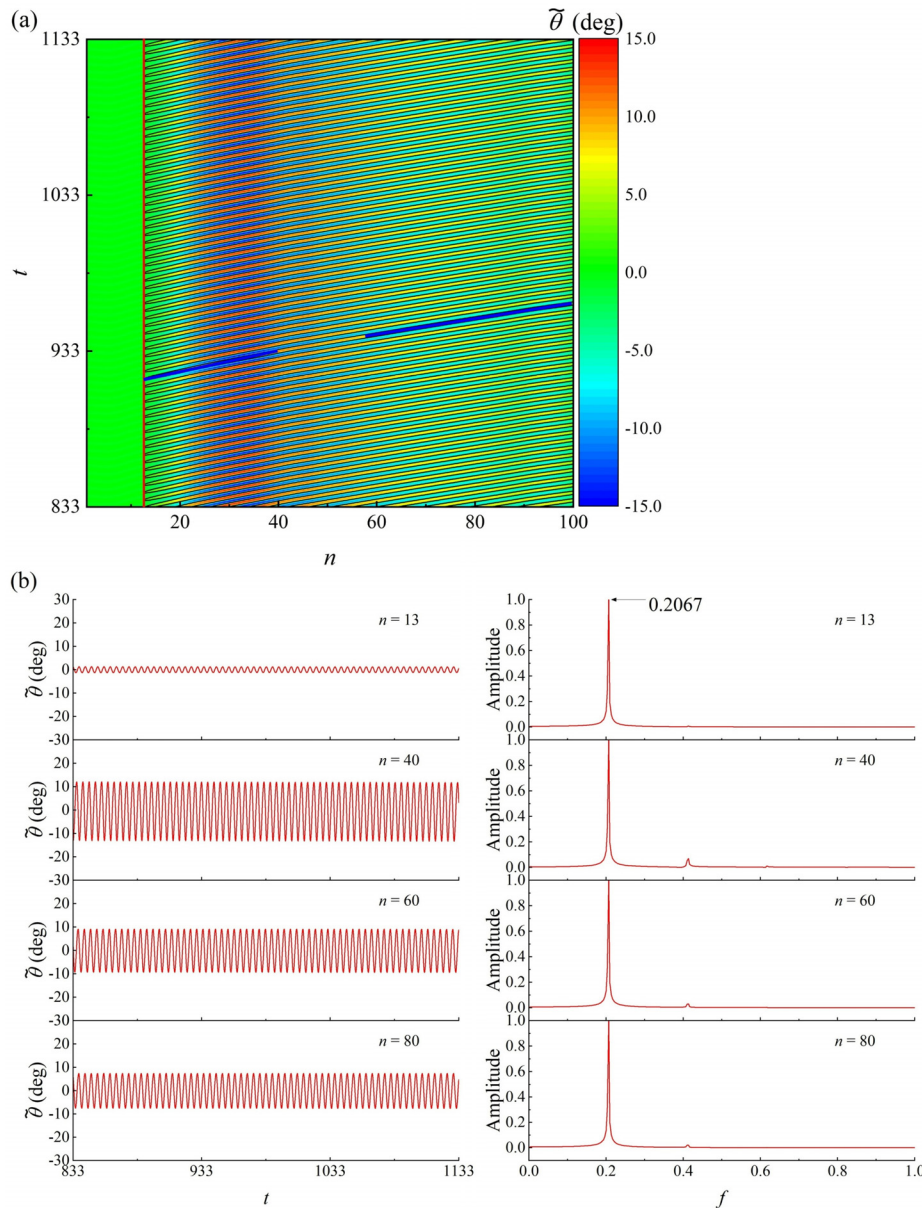 (a)
θ̃ (deg)
1133
1033
933
833
t
20 40 60 80 100
n
15.0
10.0
5.0
0.0
-5.0
-10.0
-15.0
(b)
30
20
10
0
-10
-20
-30
θ̃ (deg)
n = 13
20
10
0
-10
-20
-30
θ̃ (deg)
n = 40
20
10
0
-10
-20
-30
θ̃ (deg)
n = 60
20
10
0
-10
-20
-30
θ̃ (deg)
n = 80
833 933 1033 1133
t
1.0
0.8
0.6
0.4
0.2
0.0
Amplitude
0.2067
n = 13
1.0
0.8
0.6
0.4
0.2
0.0
Amplitude
n = 40
1.0
0.8
0.6
0.4
0.2
0.0
Amplitude
n = 60
1.0
0.8
0.6
0.4
0.2
0.0
Amplitude
n = 80
0.0 0.2 0.4 0.6 0.8 1.0
f